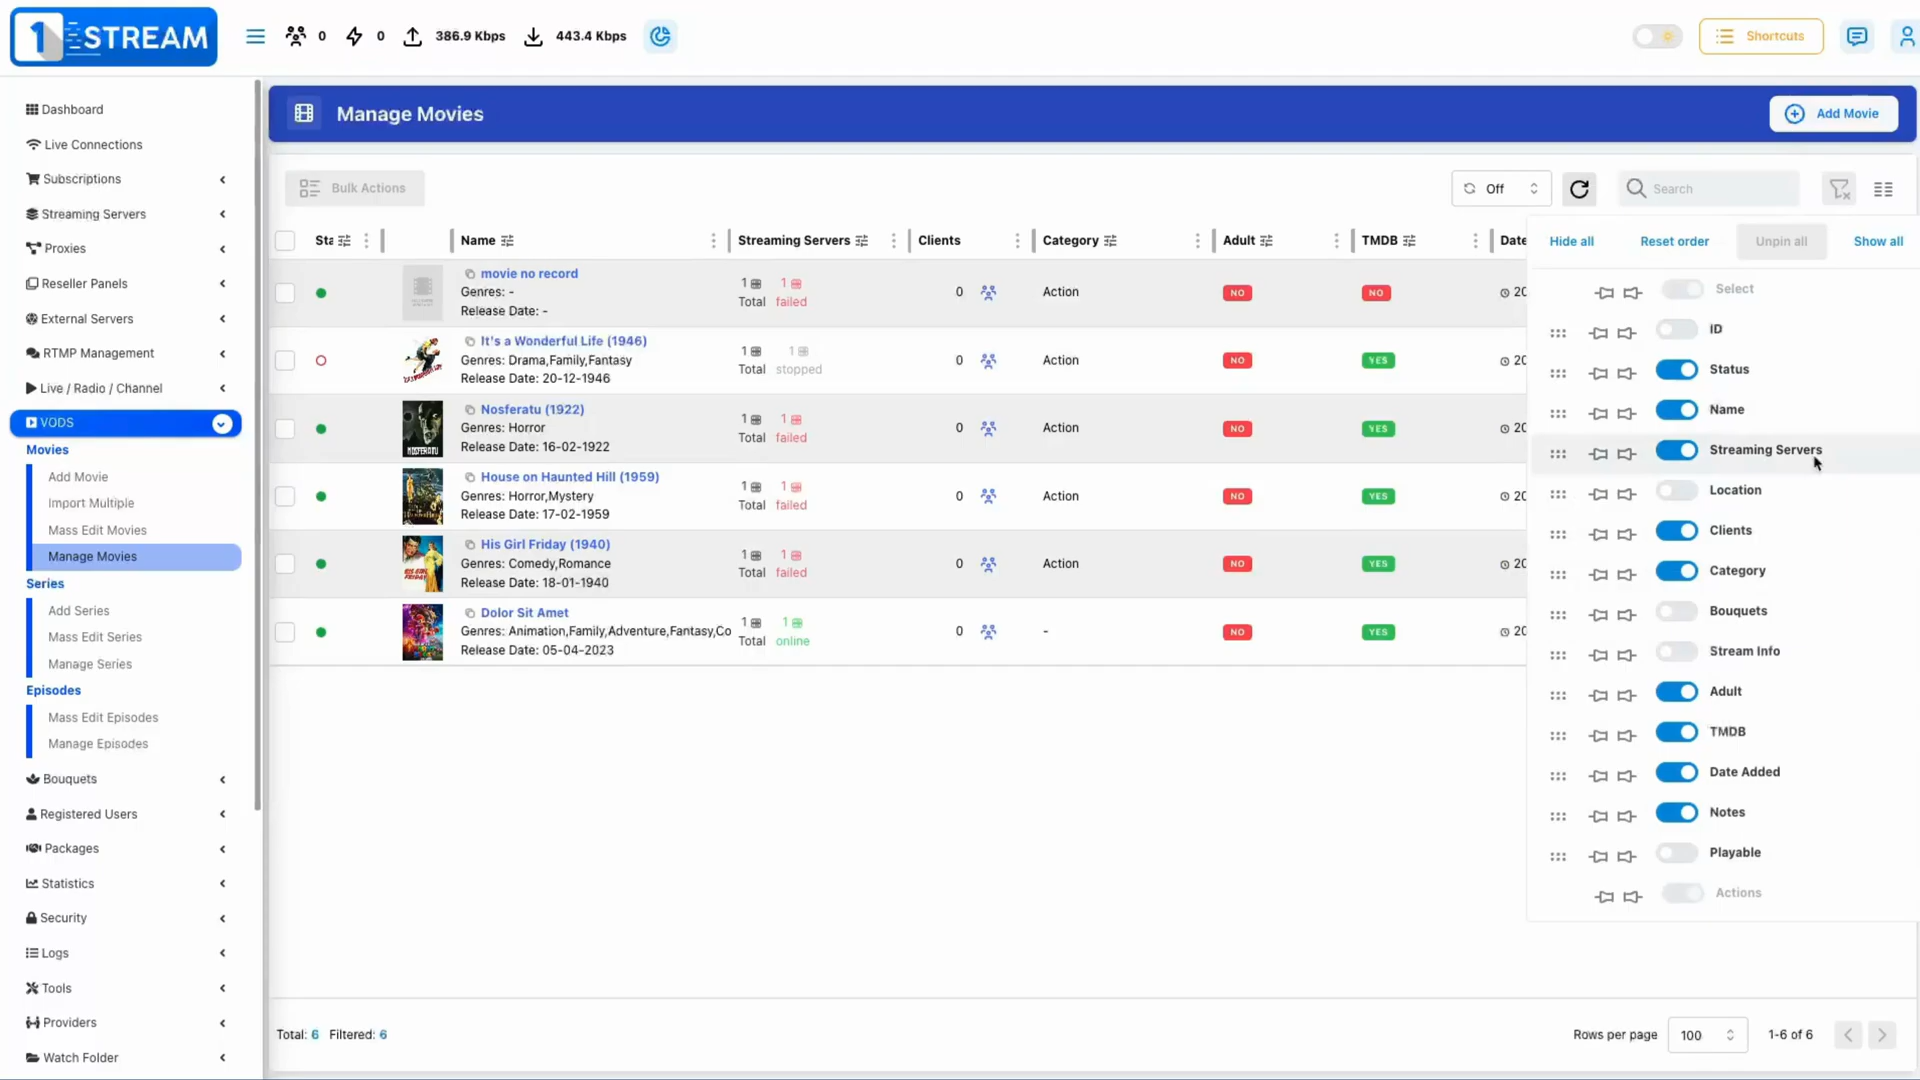 1 STREAM
0
0
386.9 Kbps
443.4 Kbps
Shortcuts
Dashboard
Live Connections
Subscriptions
Streaming Servers
Proxies
Reseller Panels
External Servers
RTMP Management
Live / Radio / Channel
VODS
Movies
Add Movie
Import Multiple
Mass Edit Movies
Manage Movies
Series
Add Series
Mass Edit Series
Manage Series
Episodes
Mass Edit Episodes
Manage Episodes
Bouquets
Registered Users
Packages
Statistics
Security
Logs
Tools
Providers
Watch Folder
Manage Movies
Add Movie
Bulk Actions
Off
Search
Sta Name Streaming Servers Clients Category Adult TMDB Date
movie no record
Genres: -
Release Date: -
1 Total
1 failed
0
Action
NO
NO
20
It's a Wonderful Life (1946)
Genres: Drama,Family,Fantasy
Release Date: 20-12-1946
1 Total
1 stopped
0
Action
NO
YES
20
NOSFERATU
Nosferatu (1922)
Genres: Horror
Release Date: 16-02-1922
1 Total
1 failed
0
Action
NO
YES
20
House on Haunted Hill (1959)
Genres: Horror,Mystery
Release Date: 17-02-1959
1 Total
1 failed
0
Action
NO
YES
20
HIS GIRL FRIDAY
His Girl Friday (1940)
Genres: Comedy,Romance
Release Date: 18-01-1940
1 Total
1 failed
0
Action
NO
YES
20
Dolor Sit Amet
Genres: Animation,Family,Adventure,Fantasy,Co
Release Date: 05-04-2023
1 Total
1 online
0
-
NO
YES
20
Hide all
Reset order
Unpin all
Show all
Select
ID
Status
Name
Streaming Servers
Location
Clients
Category
Bouquets
Stream Info
Adult
TMDB
Date Added
Notes
Playable
Actions
Total: 6 Filtered: 6
Rows per page
100
1-6 of 6